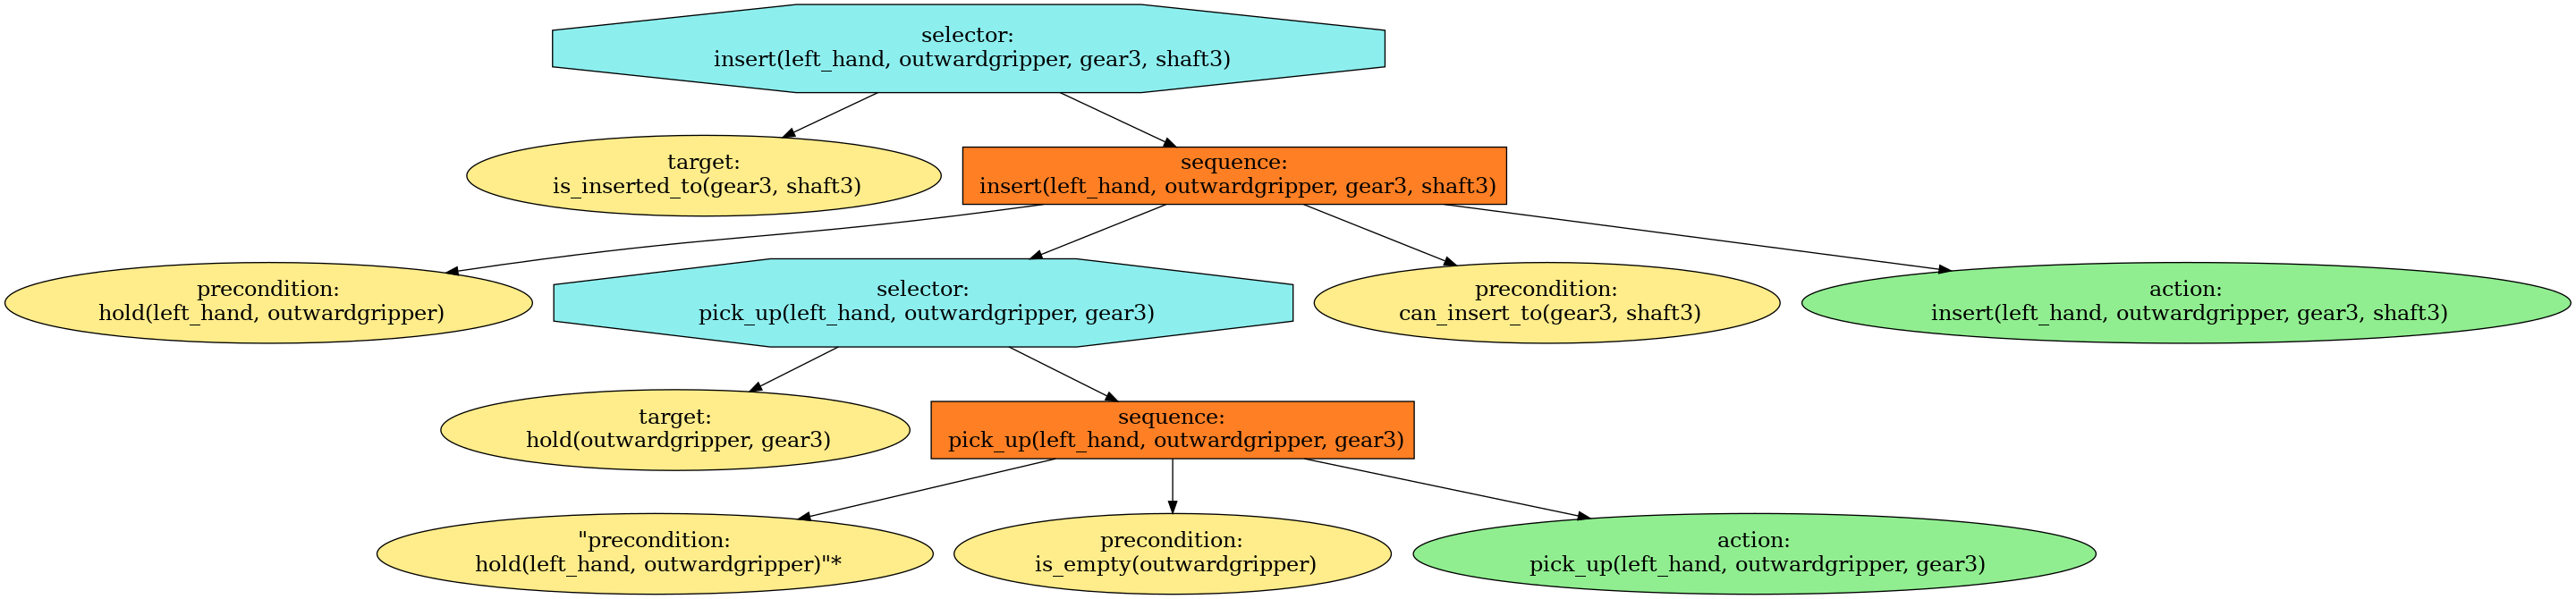 selector:
insert(left_hand, outwardgripper, gear3, shaft3)
target:
is_inserted_to(gear3, shaft3)
sequence:
insert(left_hand, outwardgripper, gear3, shaft3)
precondition:
hold(left_hand, outwardgripper)
selector:
pick_up(left_hand, outwardgripper, gear3)
precondition:
can_insert_to(gear3, shaft3)
action:
insert(left_hand, outwardgripper, gear3, shaft3)
target:
hold(outwardgripper, gear3)
sequence:
pick_up(left_hand, outwardgripper, gear3)
"precondition:
hold(left_hand, outwardgripper)"*
precondition:
is_empty(outwardgripper)
action:
pick_up(left_hand, outwardgripper, gear3)